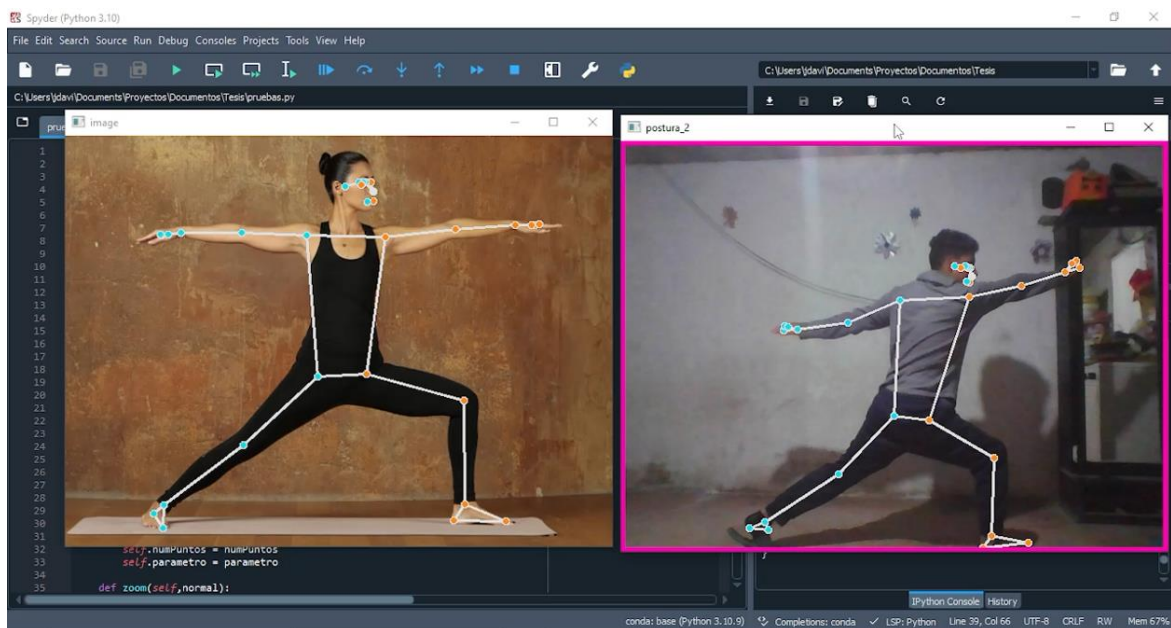 Spyder (Python 3.10)
File Edit Search Source Run Debug Consoles Projects Tools View Help
C:\Users\jdavi\Documents\Proyectos\Documentos\Tesis
C:\Users\jdavi\Documents\Proyectos\Documentos\Tesis\pruebas.py
image
postura_2
1
2
3
4
5
6
7
8
9
10
11
12
13
14
15
16
17
18
19
20
21
22
23
24
25
26
27
28
29
30
31
32 self.numPuntos = numPuntos
33 self.parametro = parametro
34
35 def zoom(self,normal):
IPython Console History
conda: base (Python 3.10.9) Completions: conda LSP: Python Line 39, Col 66 UTF-8 CRLF RW Mem 67%